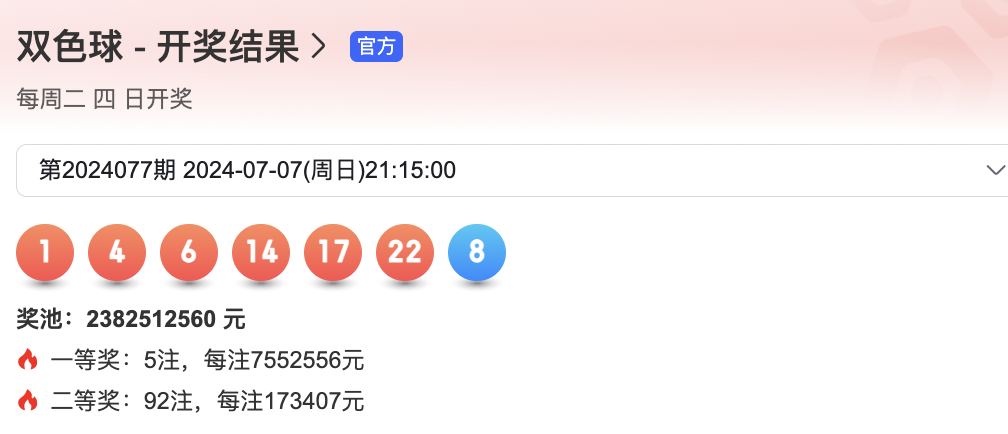 双色球 - 开奖结果 官方
每周二 四 日开奖
第2024077期 2024-07-07(周日)21:15:00
1 4 6 14 17 22 8
奖池：2382512560 元
一等奖：5注，每注7552556元
二等奖：92注，每注173407元